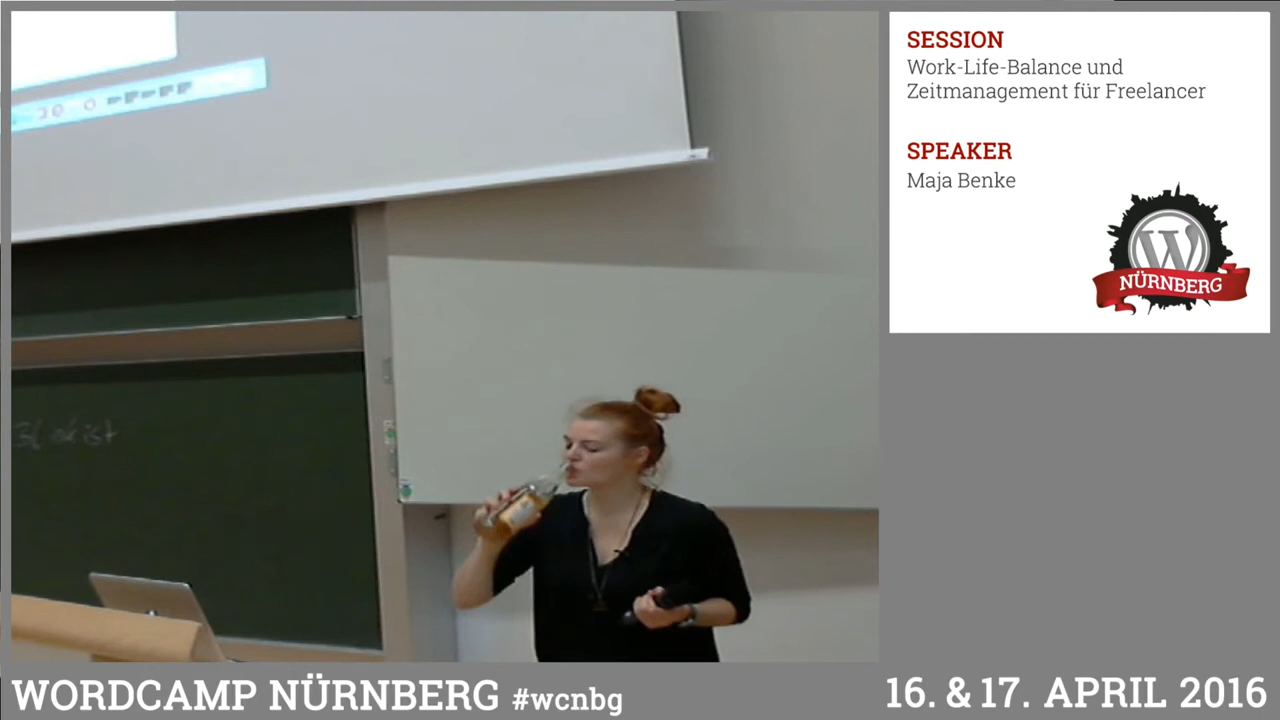 SESSION
Work-Life-Balance und
Zeitmanagement für Freelancer
SPEAKER
Maja Benke
W
NÜRNBERG
ist
WORDCAMP NÜRNBERG #wcnbg
16. & 17. APRIL 2016